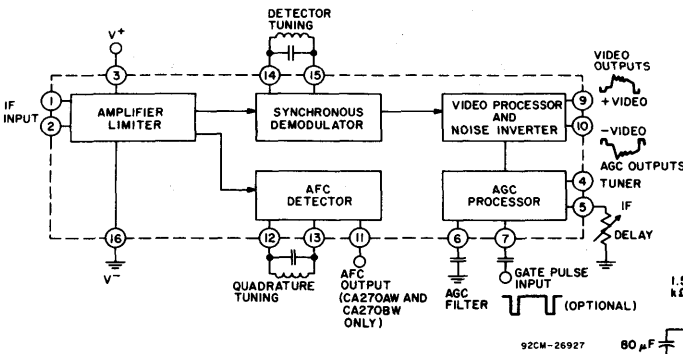 DETECTOR
TUNING
V+
14
15
3
VIDEO
OUTPUTS
IF
INPUT
1
2
AMPLIFIER
LIMITER
SYNCHRONOUS
DEMODULATOR
VIDEO PROCESSOR
AND
NOISE INVERTER
9
+VIDEO
10
-VIDEO
AGC OUTPUTS
AFC
DETECTOR
AGC
PROCESSOR
4
TUNER
5
IF
DELAY
16
12
13
11
6
7
V-
QUADRATURE
TUNING
AFC
OUTPUT
(CA270AW AND
CA270BW
ONLY)
AGC
FILTER
GATE PULSE
INPUT
(OPTIONAL)
1.5
kΩ
92CM-26927
80 µF